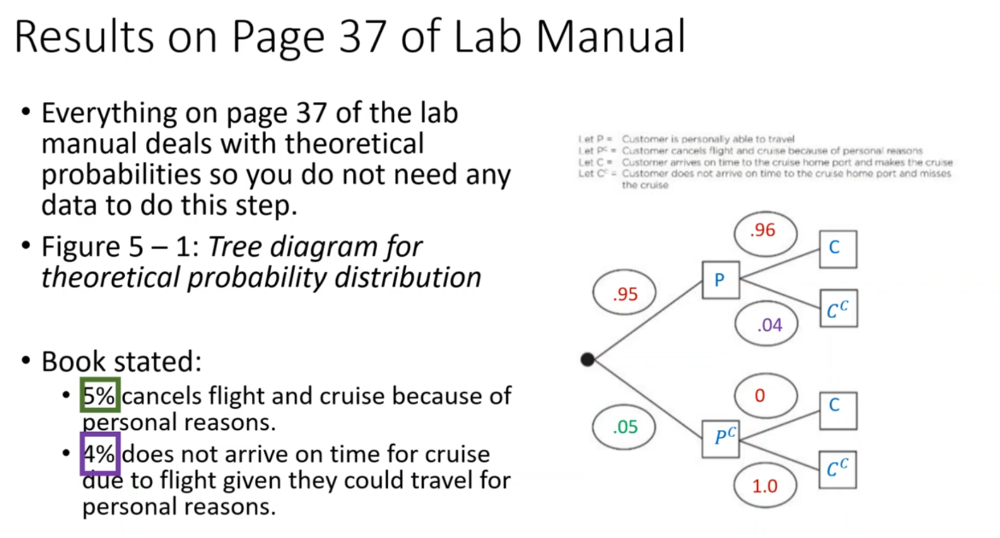 Results on Page 37 of Lab Manual
• Everything on page 37 of the lab
manual deals with theoretical
probabilities so you do not need any
data to do this step.
• Figure 5 – 1: Tree diagram for
theoretical probability distribution
• Book stated:
• 5% cancels flight and cruise because of
personal reasons.
• 4% does not arrive on time for cruise
due to flight given they could travel for
personal reasons.
Let P = Customer is personally able to travel
Let Pᶜ = Customer cancels flight and cruise because of personal reasons
Let C = Customer arrives on time to the cruise home port and makes the cruise
Let Cᶜ = Customer does not arrive on time to the cruise home port and misses
the cruise
.96
C
P
.95
Cᶜ
.04
0
C
.05
Pᶜ
Cᶜ
1.0